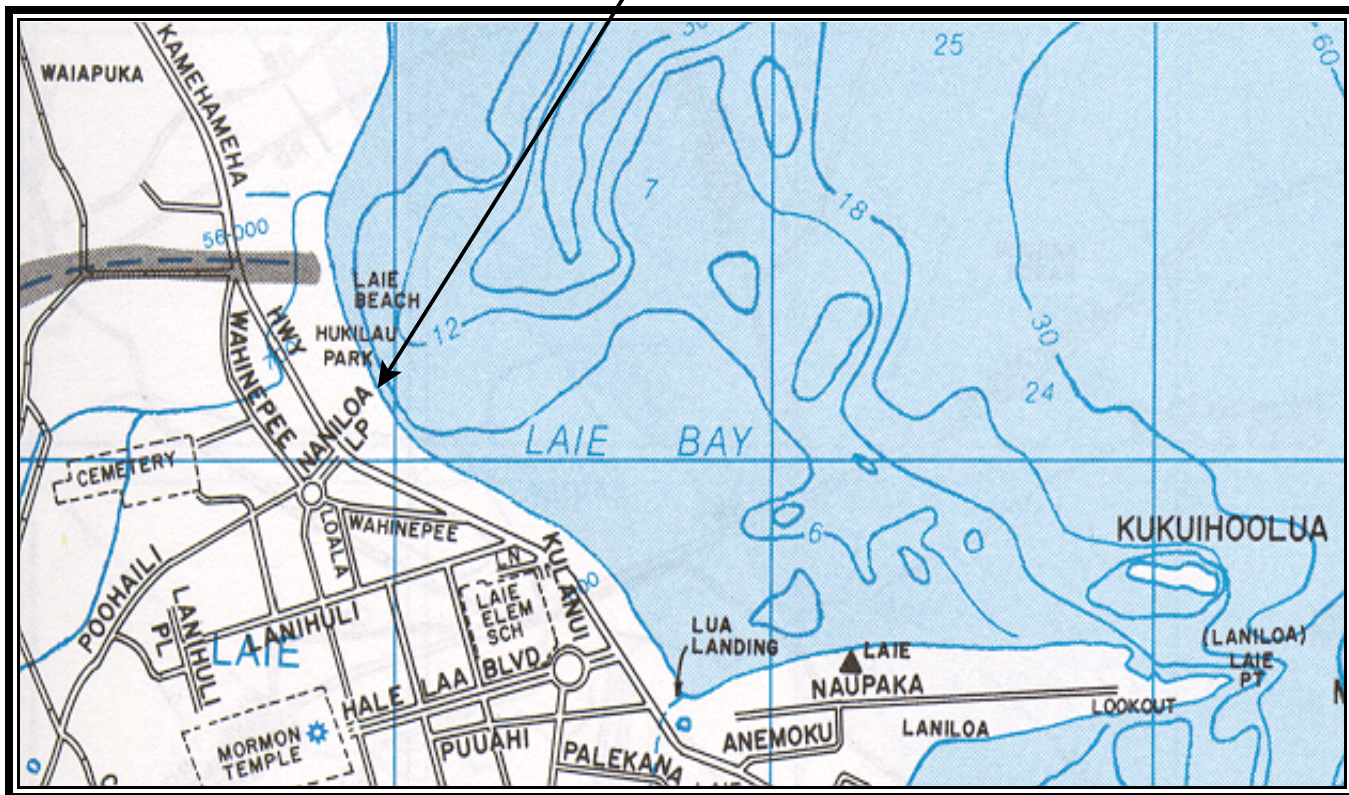 30
25
60
WAIAPUKA
KAMEHAMEHA
HWY
7
18
56 000
LAIE
BEACH
HUKILAU
PARK
12
30
WAHINEPEE
NANILOA
LP
24
LAIE BAY
CEMETERY
WAHINEPEE
LOALA
KUKUIHOOLUA
6
LN
KULANUI
POOHAILI
LANIHULI
PL
LANIHULI
LAIE
ELEM
SCH
LAIE
LUA
LANDING
LAIE
(LANILOA)
LAIE
PT
HALE LAA BLVD
NAUPAKA
LOOKOUT
MORMON
TEMPLE
PUUAHI
PALEKANA
ANEMOKU
LANILOA